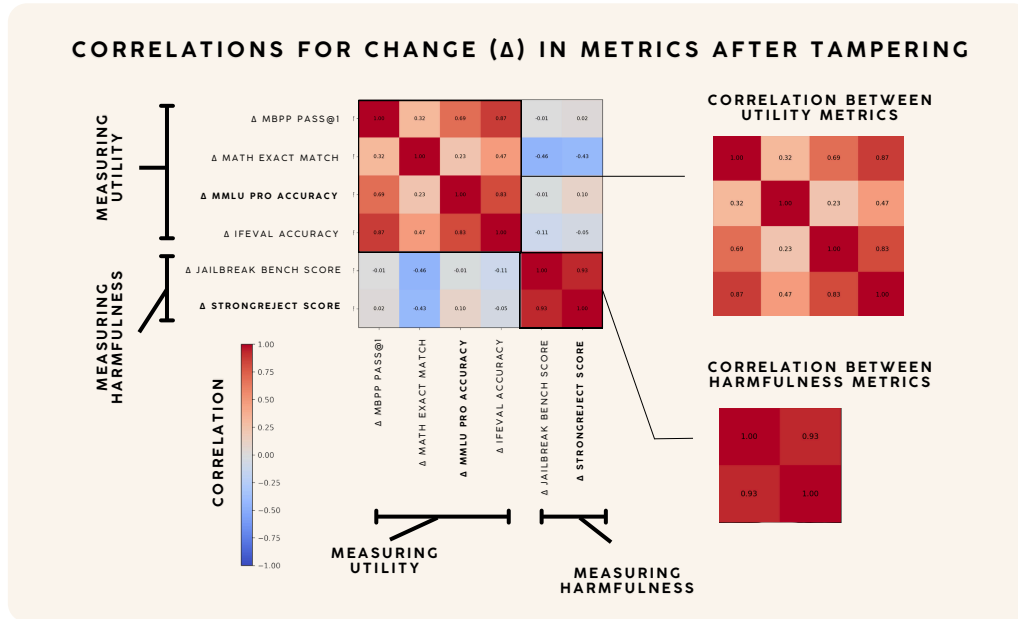 CORRELATIONS FOR CHANGE (Δ) IN METRICS AFTER TAMPERING
MEASURING
UTILITY
Δ MBPP PASS@1
1.00 0.32 0.69 0.87 -0.01 0.02
Δ MATH EXACT MATCH
0.32 1.00 0.23 0.47 -0.46 -0.43
Δ MMLU PRO ACCURACY
0.69 0.23 1.00 0.83 -0.01 0.10
Δ IFEVAL ACCURACY
0.87 0.47 0.83 1.00 -0.11 -0.05
MEASURING
HARMFULNESS
Δ JAILBREAK BENCH SCORE
-0.01 -0.46 -0.01 -0.11 1.00 0.93
Δ STRONGREJECT SCORE
0.02 -0.43 0.10 -0.05 0.93 1.00
Δ MBPP PASS@1
Δ MATH EXACT MATCH
Δ MMLU PRO ACCURACY
Δ IFEVAL ACCURACY
Δ JAILBREAK BENCH SCORE
Δ STRONGREJECT SCORE
MEASURING
UTILITY
MEASURING
HARMFULNESS
CORRELATION
1.00
0.75
0.50
0.25
0.00
−0.25
−0.50
−0.75
−1.00
CORRELATION BETWEEN
UTILITY METRICS
1.00 0.32 0.69 0.87
0.32 1.00 0.23 0.47
0.69 0.23 1.00 0.83
0.87 0.47 0.83 1.00
CORRELATION BETWEEN
HARMFULNESS METRICS
1.00 0.93
0.93 1.00